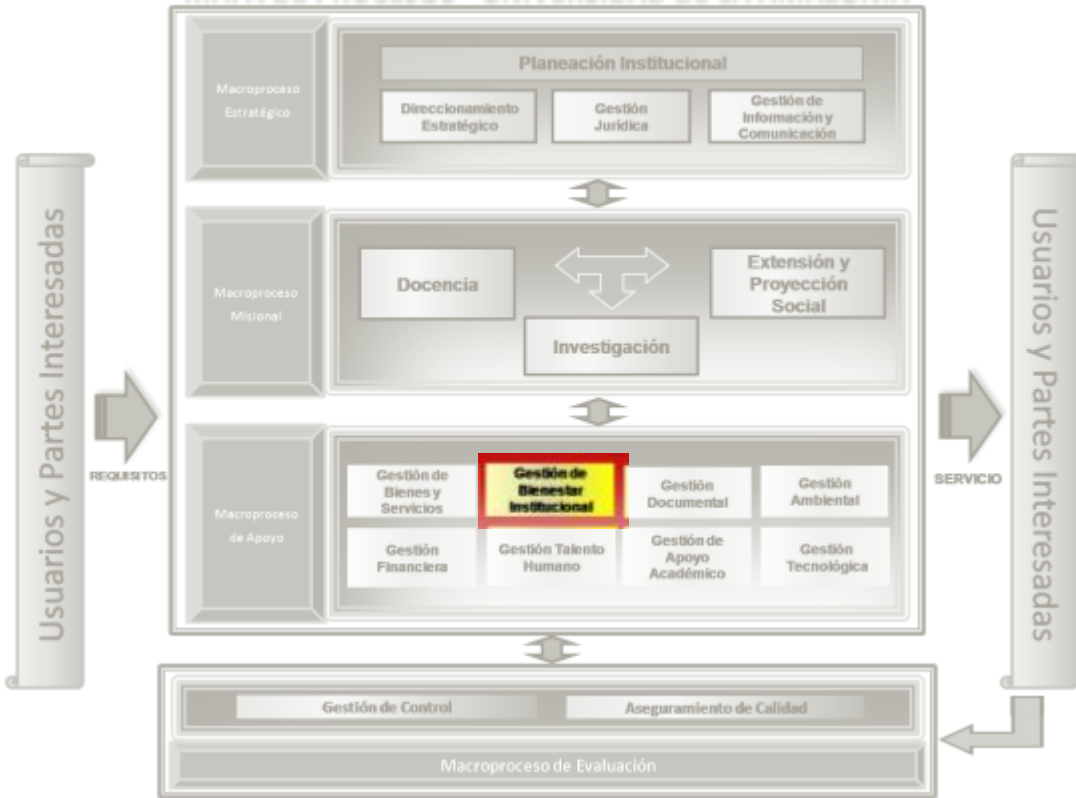 Usuarios y Partes Interesadas
REQUISITOS
Macroproceso
Estratégico
Planeación Institucional
Direccionamiento
Estratégico
Gestión
Jurídica
Gestión de
Información y
Comunicación
Macroproceso
Misional
Docencia
Extensión y
Proyección
Social
Investigación
Macroproceso
de Apoyo
Gestión de
Bienes y
Servicios
Gestión de
Bienestar
Institucional
Gestión
Documental
Gestión
Ambiental
Gestión
Financiera
Gestión Talento
Humano
Gestión de
Apoyo
Académico
Gestión
Tecnológica
SERVICIO
Usuarios y Partes Interesadas
Gestión de Control
Aseguramiento de Calidad
Macroproceso de Evaluación